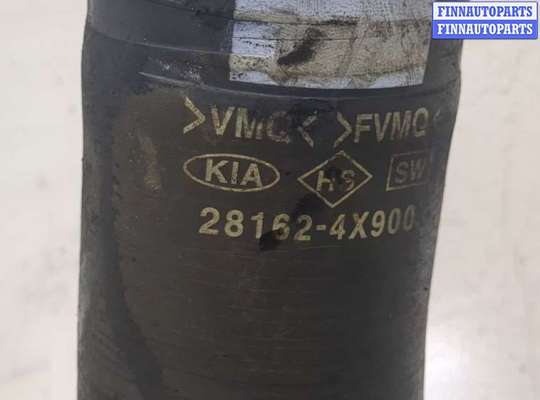 FINNAUTOPARTS
FINNAUTOPARTS
>VMQ< >FVMQ<
KIA HS SW
28162-4X900